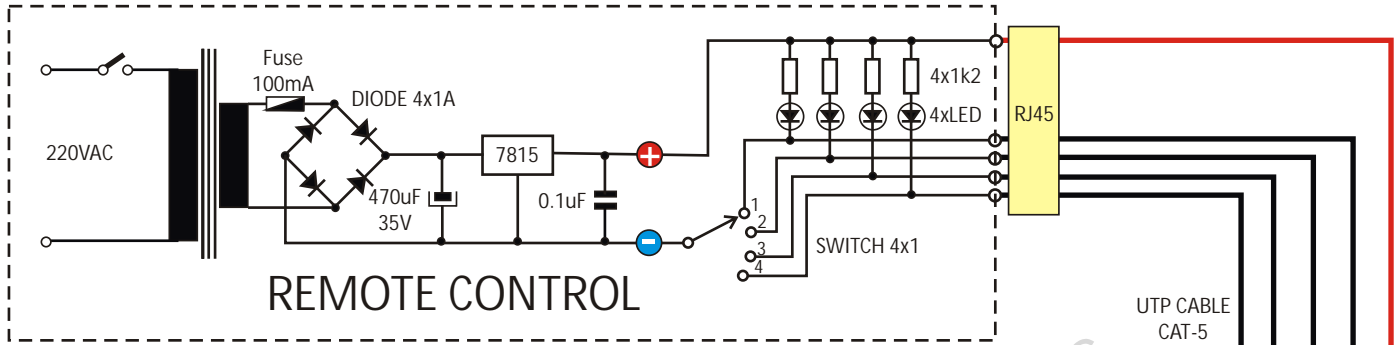 Fuse
100mA
DIODE 4x1A
220VAC
7815
470uF
35V
0.1uF
+
-
1
2
3
4
SWITCH 4x1
4x1k2
4xLED
RJ45
REMOTE CONTROL
UTP CABLE
CAT-5